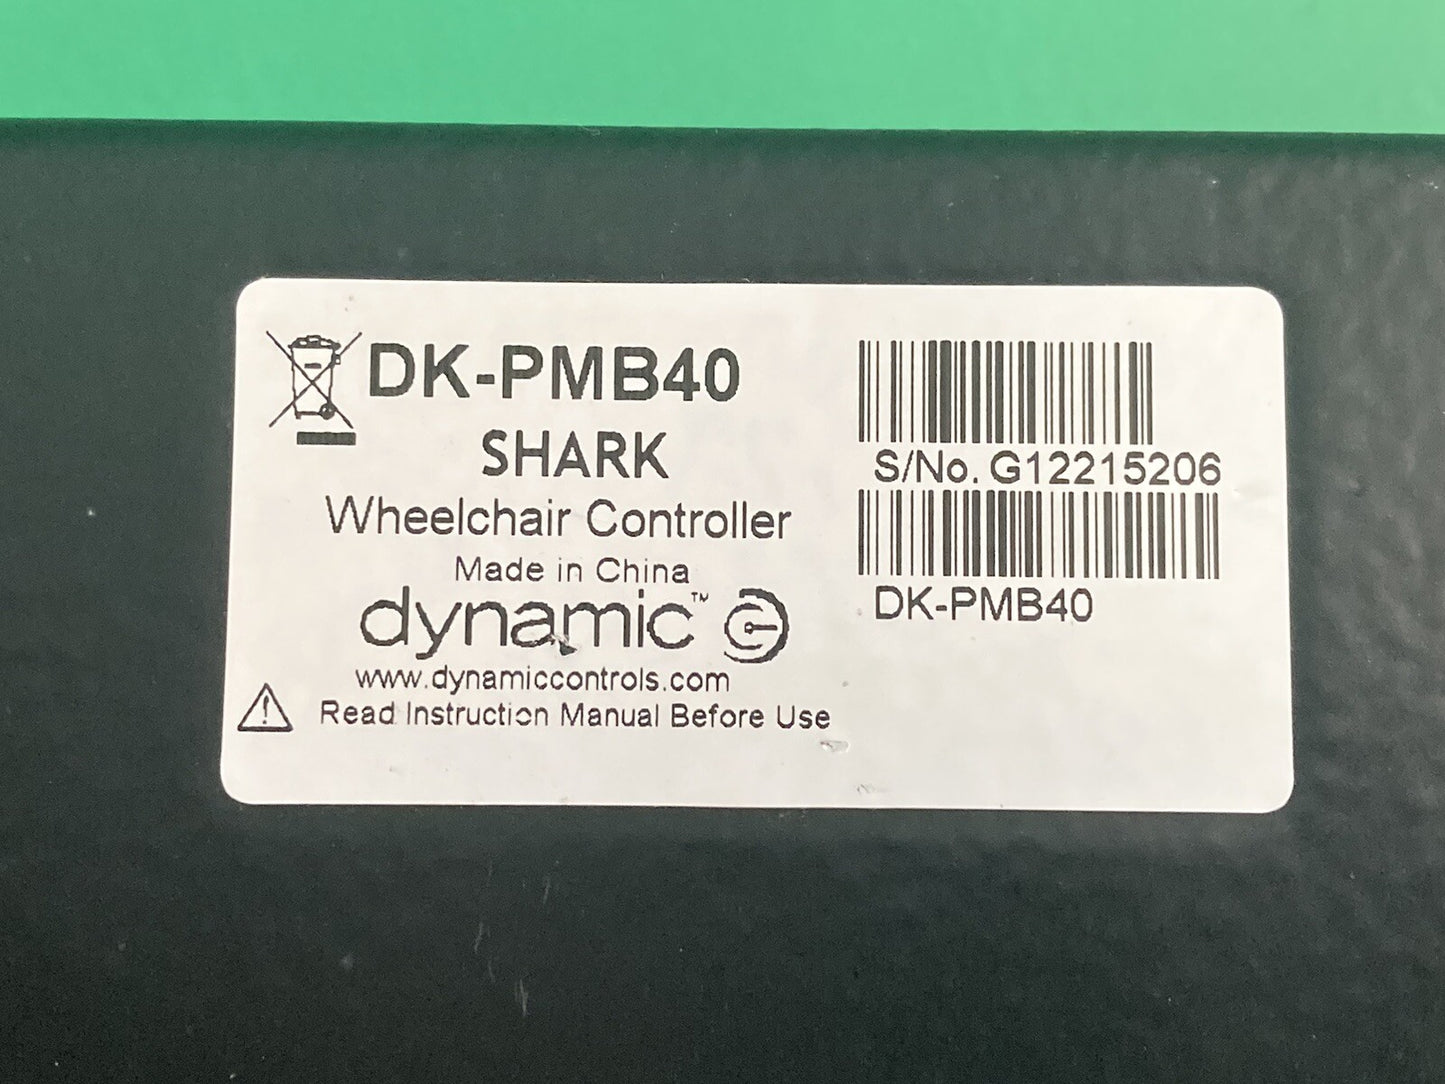 DK-PMB40
SHARK
Wheelchair Controller
Made in China
dynamic™
www.dynamiccontrols.com
Read Instruction Manual Before Use
S/No. G12215206
DK-PMB40